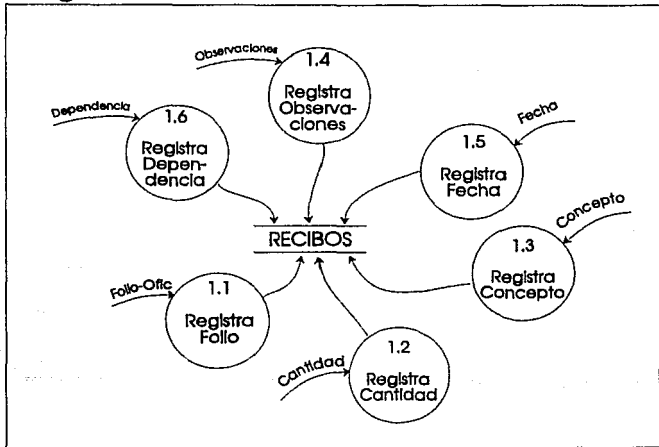 Observaciones
1.4
Registra
Observa-
ciones
Dependencia
1.6
Registra
Depen-
dencia
Fecha
1.5
Registra
Fecha
RECIBOS
Concepto
1.3
Registra
Concepto
Folio-Ofic
1.1
Registra
Folio
Cantidad
1.2
Registra
Cantidad